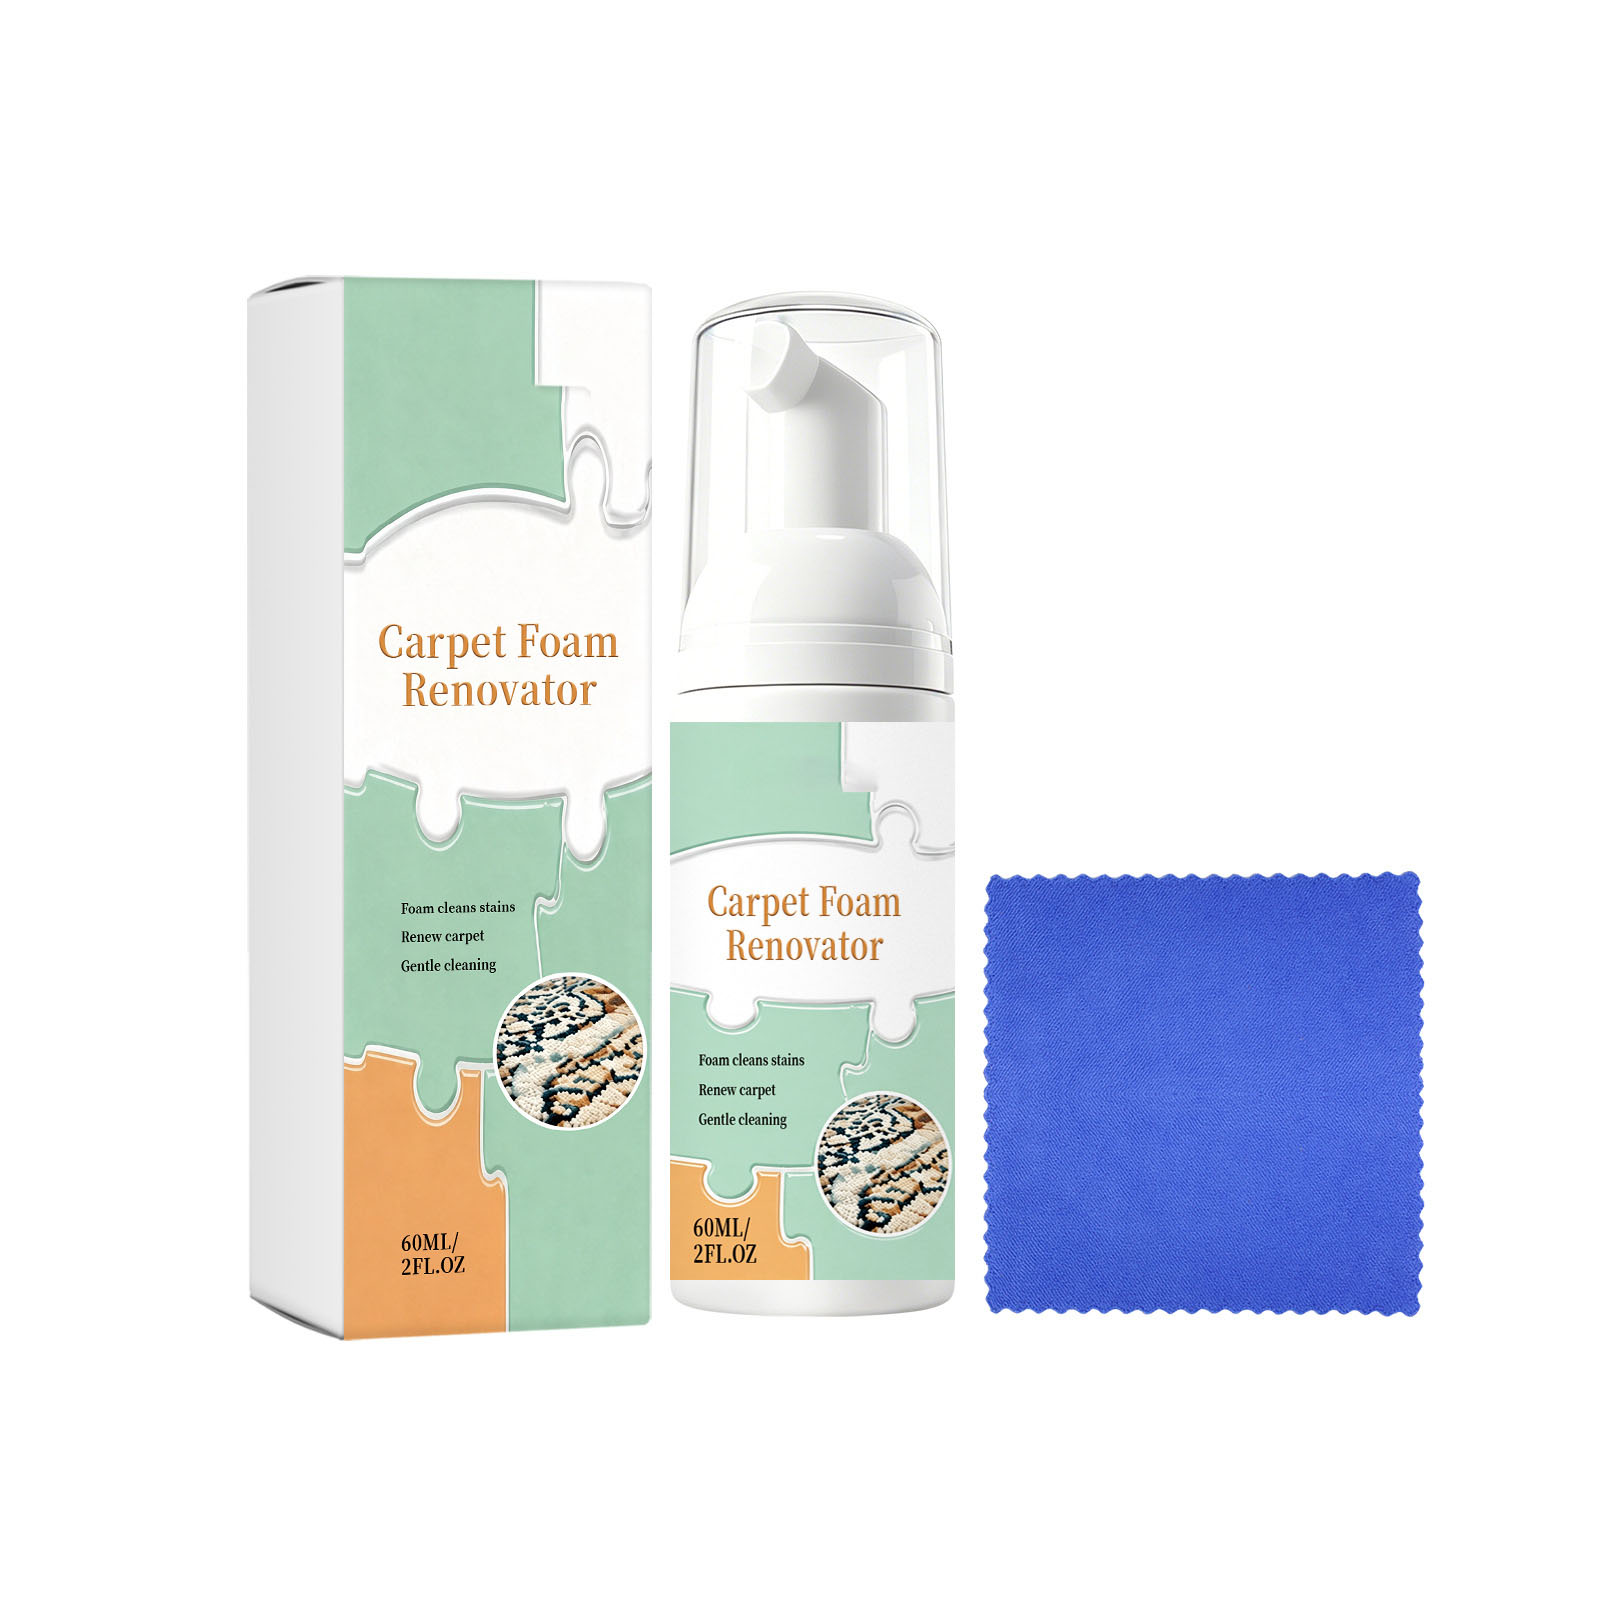 Carpet Foam
Renovator
Foam cleans stains
Renew carpet
Gentle cleaning
60ML/
2FL.OZ
Carpet Foam
Renovator
Foam cleans stains
Renew carpet
Gentle cleaning
60ML/
2FL.OZ